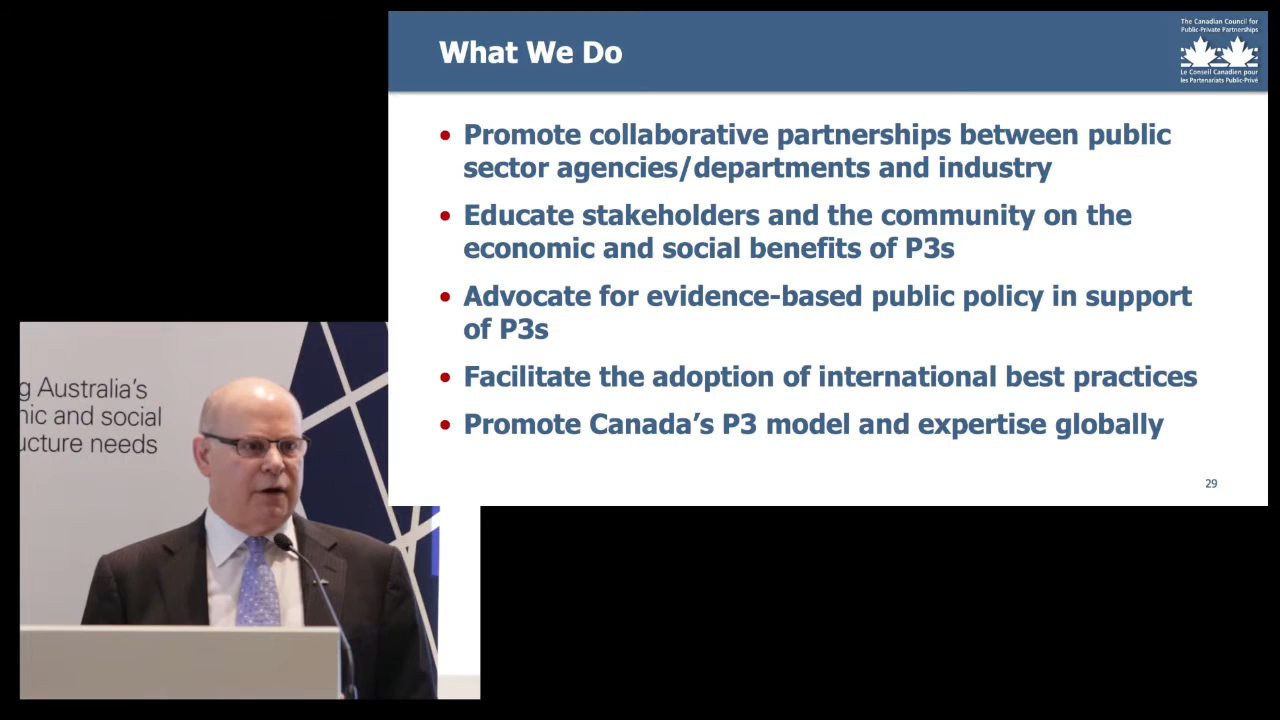 What We Do
The Canadian Council for
Public-Private Partnerships
Le Conseil Canadien pour
les Partenariats Public-Privé
• Promote collaborative partnerships between public
sector agencies/departments and industry
• Educate stakeholders and the community on the
economic and social benefits of P3s
• Advocate for evidence-based public policy in support
of P3s
• Facilitate the adoption of international best practices
• Promote Canada's P3 model and expertise globally
29
g Australia's
nic and social
ucture needs